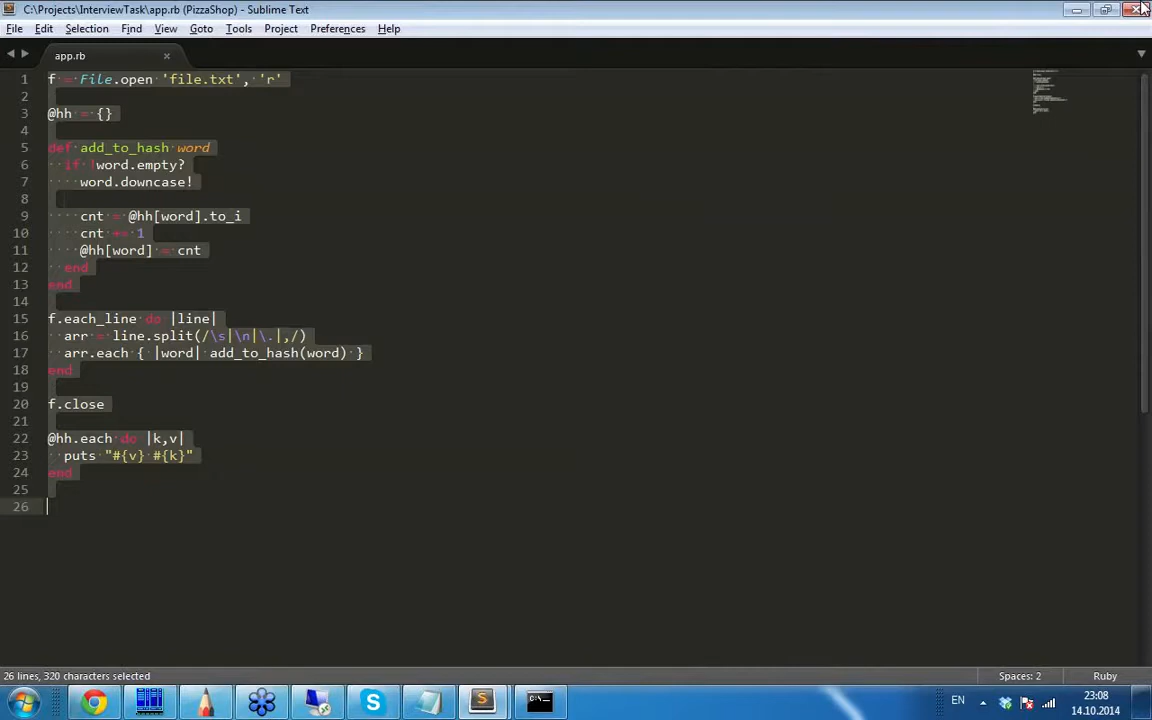 C:\Projects\InterviewTask\app.rb (PizzaShop) - Sublime Text
File Edit Selection Find View Goto Tools Project Preferences Help
app.rb
1 f = File.open 'file.txt', 'r'
2
3 @hh = {}
4
5 def add_to_hash word
6 if !word.empty?
7 word.downcase!
8
9 cnt = @hh[word].to_i
10 cnt += 1
11 @hh[word] = cnt
12 end
13 end
14
15 f.each_line do |line|
16 arr = line.split(/\s|\n|\.|,/)
17 arr.each { |word| add_to_hash(word) }
18 end
19
20 f.close
21
22 @hh.each do |k,v|
23 puts "#{v} #{k}"
24 end
25
26
26 lines, 320 characters selected
Spaces: 2
Ruby
EN
23:08
14.10.2014